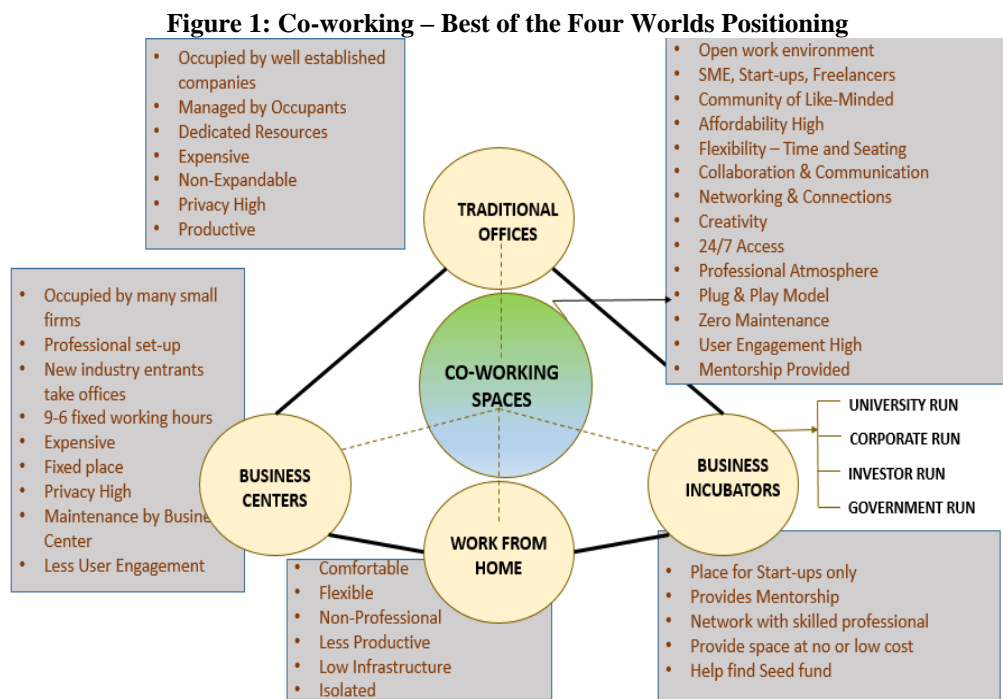 Figure 1: Co-working – Best of the Four Worlds Positioning
• Occupied by well established
companies
• Managed by Occupants
• Dedicated Resources
• Expensive
• Non-Expandable
• Privacy High
• Productive
• Open work environment
• SME, Start-ups, Freelancers
• Community of Like-Minded
• Affordability High
• Flexibility – Time and Seating
• Collaboration & Communication
• Networking & Connections
• Creativity
• 24/7 Access
• Professional Atmosphere
• Plug & Play Model
• Zero Maintenance
• User Engagement High
• Mentorship Provided
TRADITIONAL
OFFICES
• Occupied by many small
firms
• Professional set-up
• New industry entrants
take offices
• 9-6 fixed working hours
• Expensive
• Fixed place
• Privacy High
• Maintenance by Busine
Center
• Less User Engagement
CO-WORKING
SPACES
BUSINESS
CENTERS
BUSINESS
INCUBATORS
UNIVERSITY RUN
CORPORATE RUN
INVESTOR RUN
GOVERNMENT RUN
WORK FROM
HOME
• Comfortable
• Flexible
• Non-Professional
• Less Productive
• Low Infrastructure
• Isolated
• Place for Start-ups only
• Provides Mentorship
• Network with skilled professional
• Provide space at no or low cost
• Help find Seed fund